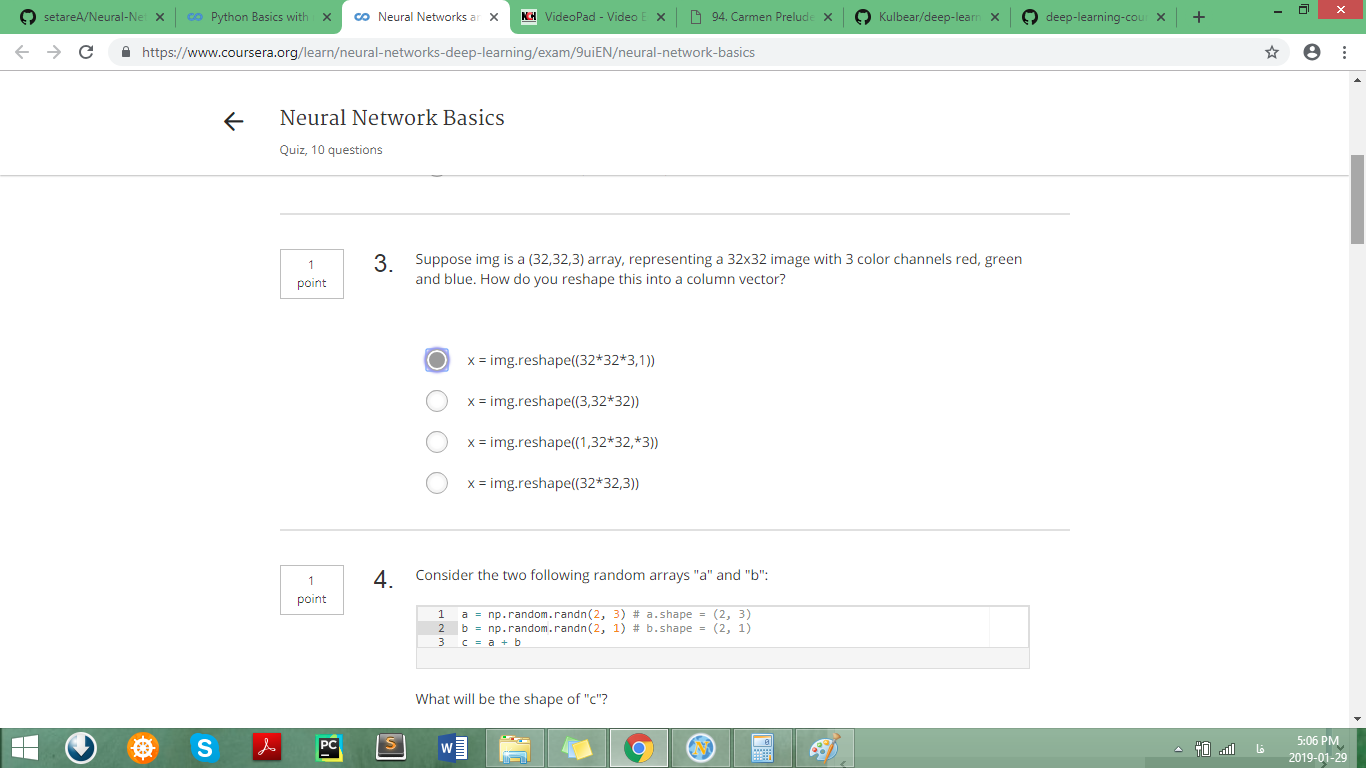 setareA/Neural-Net
Python Basics with
Neural Networks an
NCH
VideoPad - Video E
94. Carmen Prelude
Kulbear/deep-learn
deep-learning-cou
https://www.coursera.org/learn/neural-networks-deep-learning/exam/9uiEN/neural-network-basics
Neural Network Basics
Quiz, 10 questions
1
point
3.
Suppose img is a (32,32,3) array, representing a 32x32 image with 3 color channels red, green
and blue. How do you reshape this into a column vector?
x = img.reshape((32*32*3,1))
x = img.reshape((3,32*32))
x = img.reshape((1,32*32,*3))
x = img.reshape((32*32,3))
1
point
4.
Consider the two following random arrays "a" and "b":
1 a = np.random.randn(2, 3) # a.shape = (2, 3)
2 b = np.random.randn(2, 1) # b.shape = (2, 1)
3 c = a + b
What will be the shape of "c"?
PC
S
W
N
فا
5:06 PM
2019-01-29